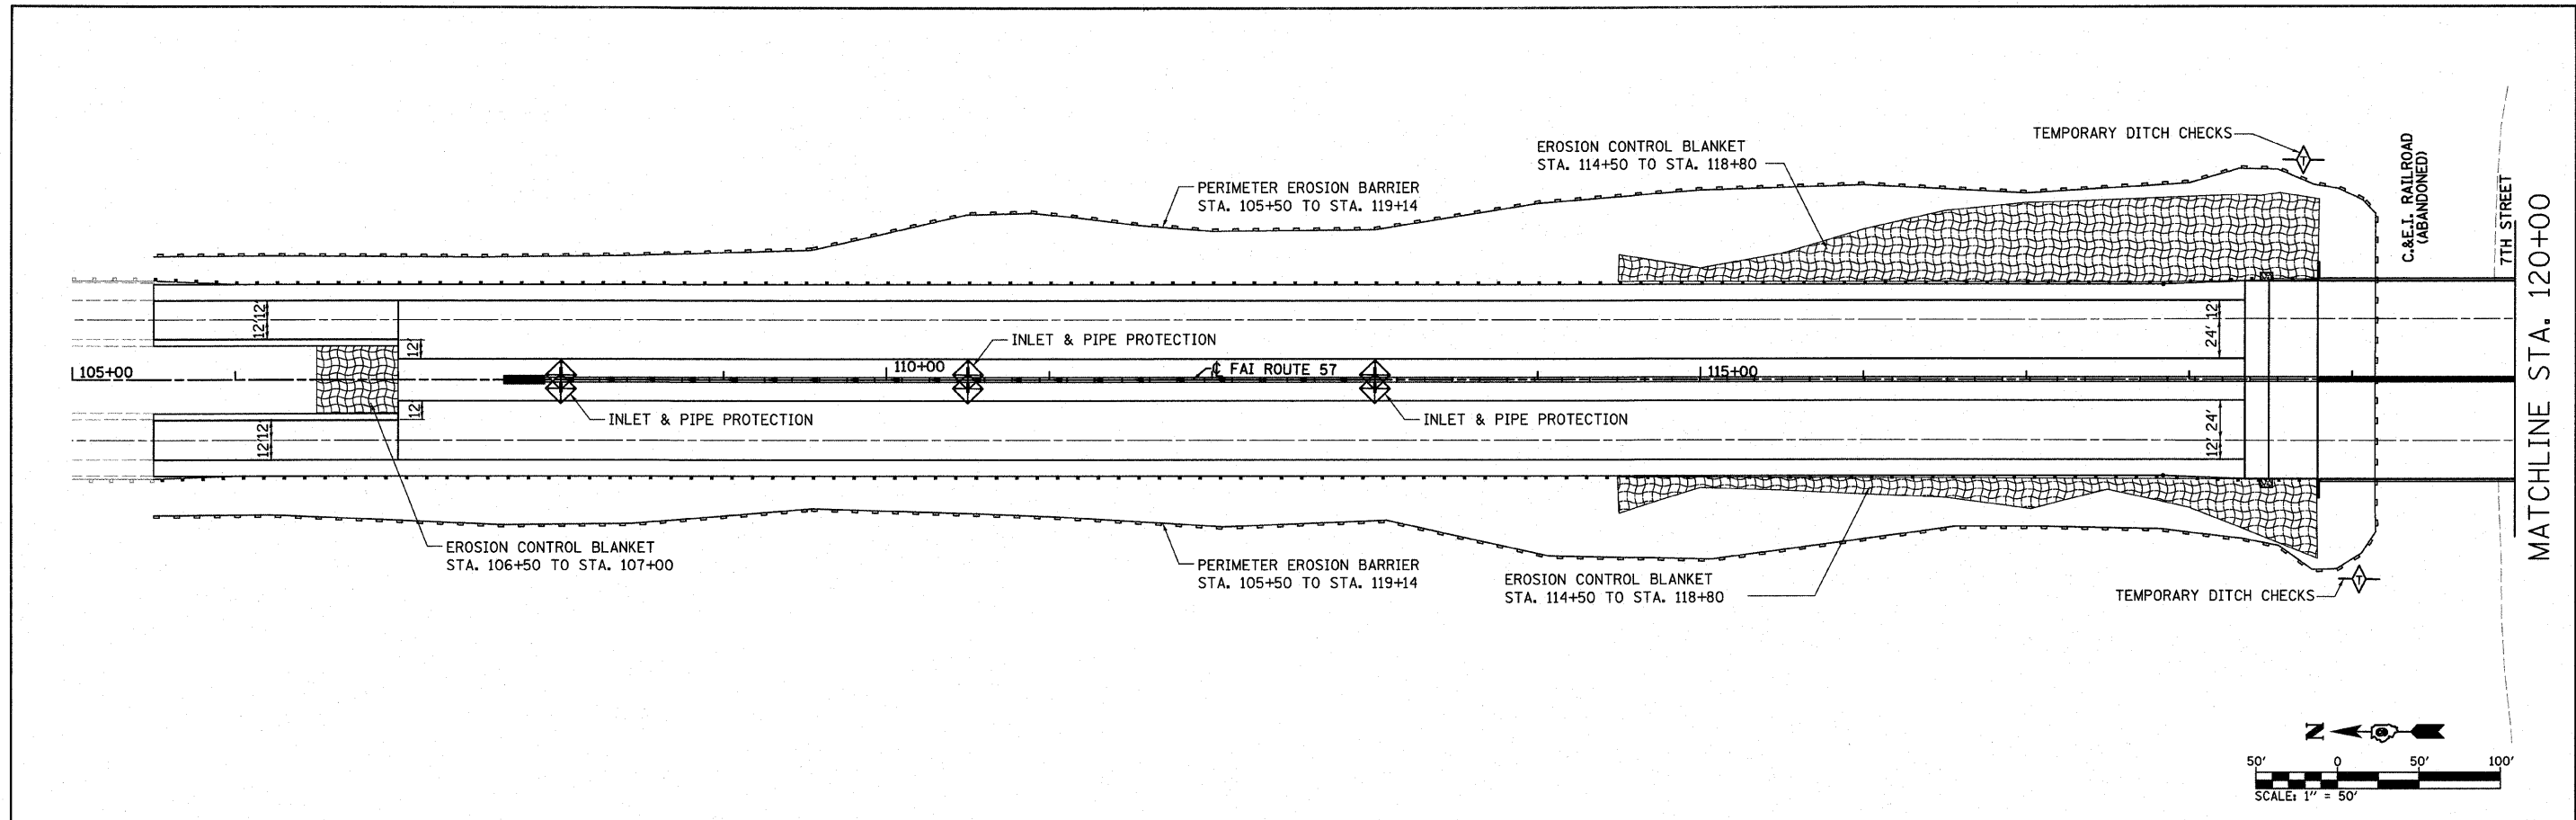 TEMPORARY DITCH CHECKS
EROSION CONTROL BLANKET
STA. 114+50 TO STA. 118+80
C.&E.I. RAILROAD
(ABANDONED)
7TH STREET
MATCHLINE STA. 120+00
PERIMETER EROSION BARRIER
STA. 105+50 TO STA. 119+14
12' 12'
12'
12'
24'
INLET & PIPE PROTECTION
105+00
110+00
℄ FAI ROUTE 57
115+00
12'
INLET & PIPE PROTECTION
INLET & PIPE PROTECTION
12' 12'
12' 24'
EROSION CONTROL BLANKET
STA. 106+50 TO STA. 107+00
PERIMETER EROSION BARRIER
STA. 105+50 TO STA. 119+14
EROSION CONTROL BLANKET
STA. 114+50 TO STA. 118+80
TEMPORARY DITCH CHECKS
T
T
N
50' 0 50' 100'
SCALE: 1" = 50'